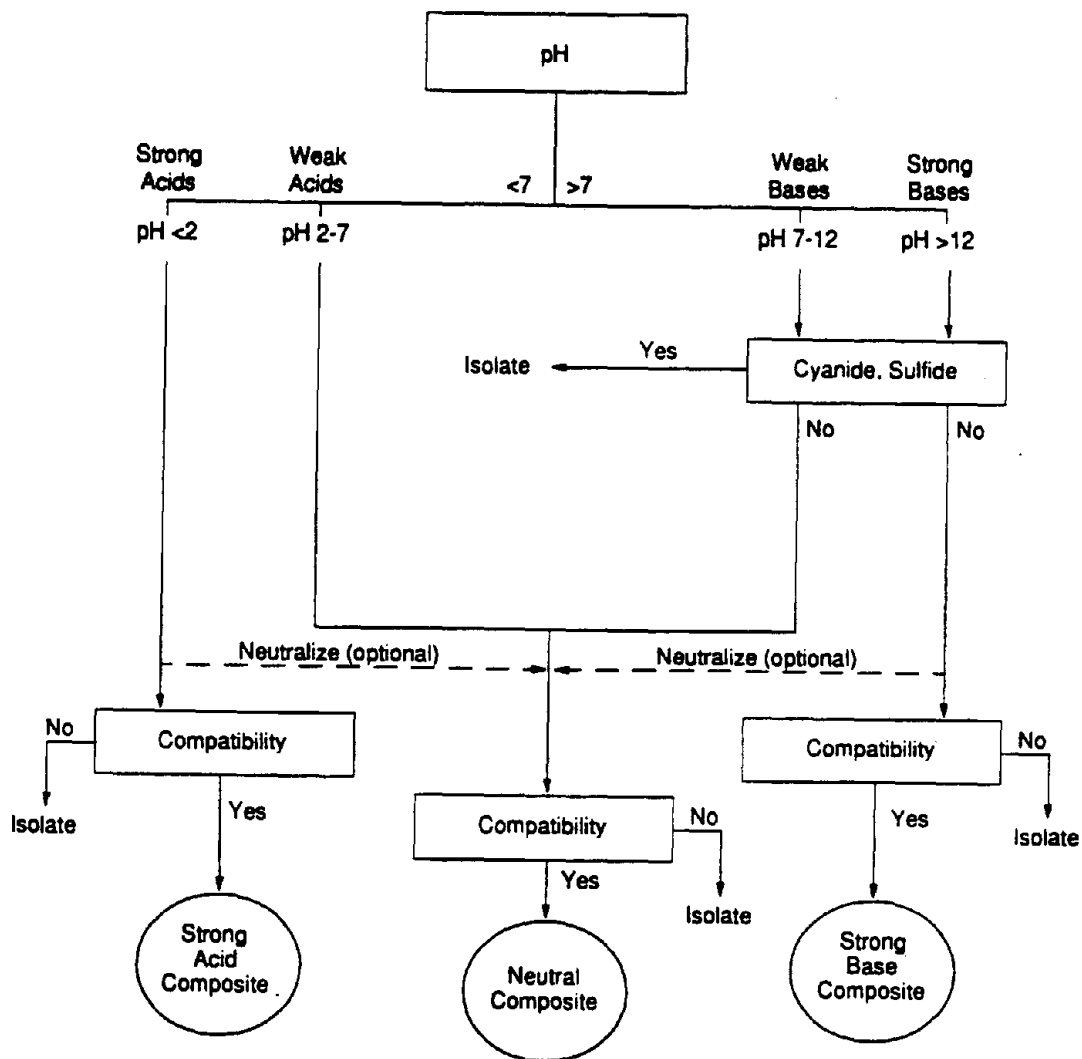 pH
Strong
Acids
Weak
Acids
<7
>7
Weak
Bases
Strong
Bases
pH <2
pH 2-7
pH 7-12
pH >12
Isolate
Yes
Cyanide, Sulfide
No
No
Neutralize (optional)
Neutralize (optional)
No
Compatibility
Compatibility
No
Isolate
Yes
Compatibility
No
Yes
Isolate
Yes
Isolate
Strong
Acid
Composite
Neutral
Composite
Strong
Base
Composite